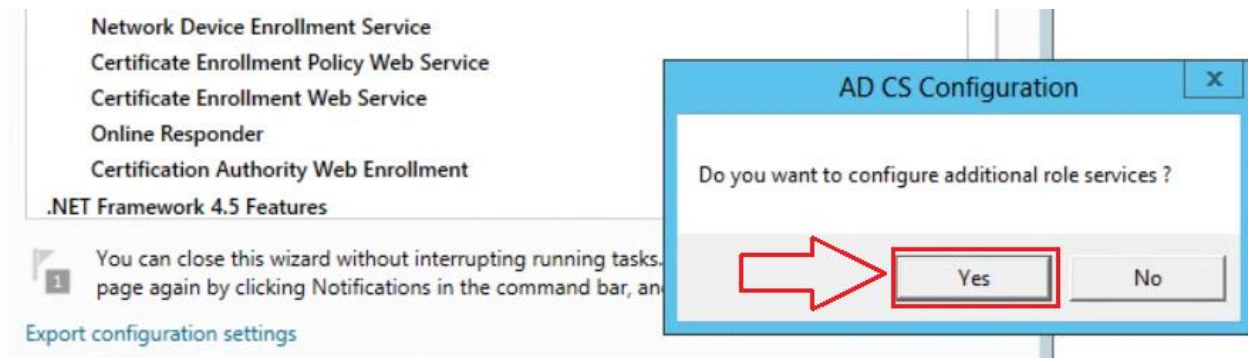 Network Device Enrollment Service
Certificate Enrollment Policy Web Service
Certificate Enrollment Web Service
Online Responder
Certification Authority Web Enrollment
.NET Framework 4.5 Features
You can close this wizard without interrupting running tasks.
page again by clicking Notifications in the command bar, an
1
Export configuration settings
AD CS Configuration
x
Do you want to configure additional role services ?
Yes
No